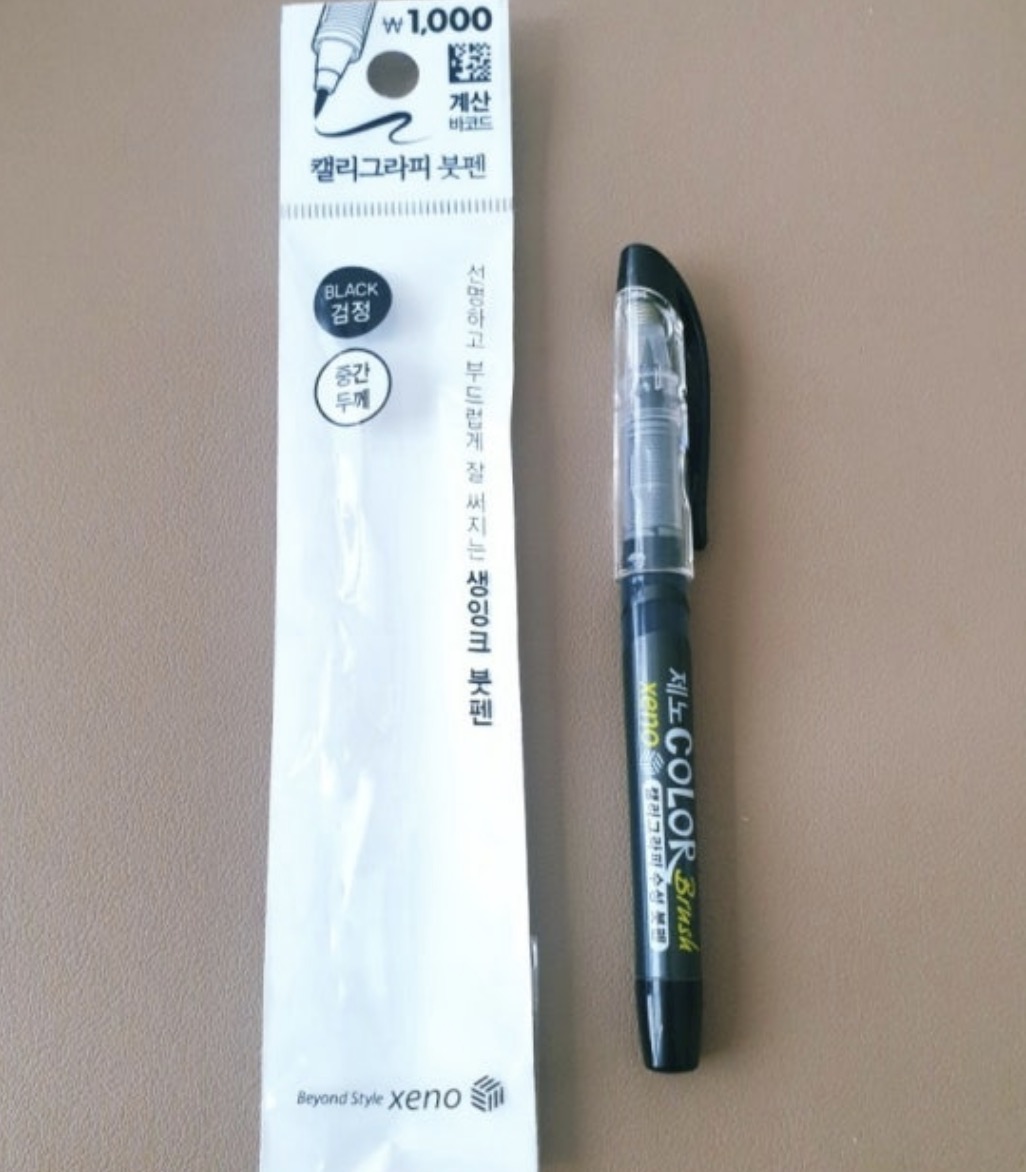 ₩1,000
계산
바코드
캘리그라피 붓펜
BLACK
검정
중간
두께
선명하고 부드럽게 잘 써지는 생잉크 붓펜
Beyond Style xeno
제노 COLOR Brush
xeno
캘리그라피 수성 붓펜